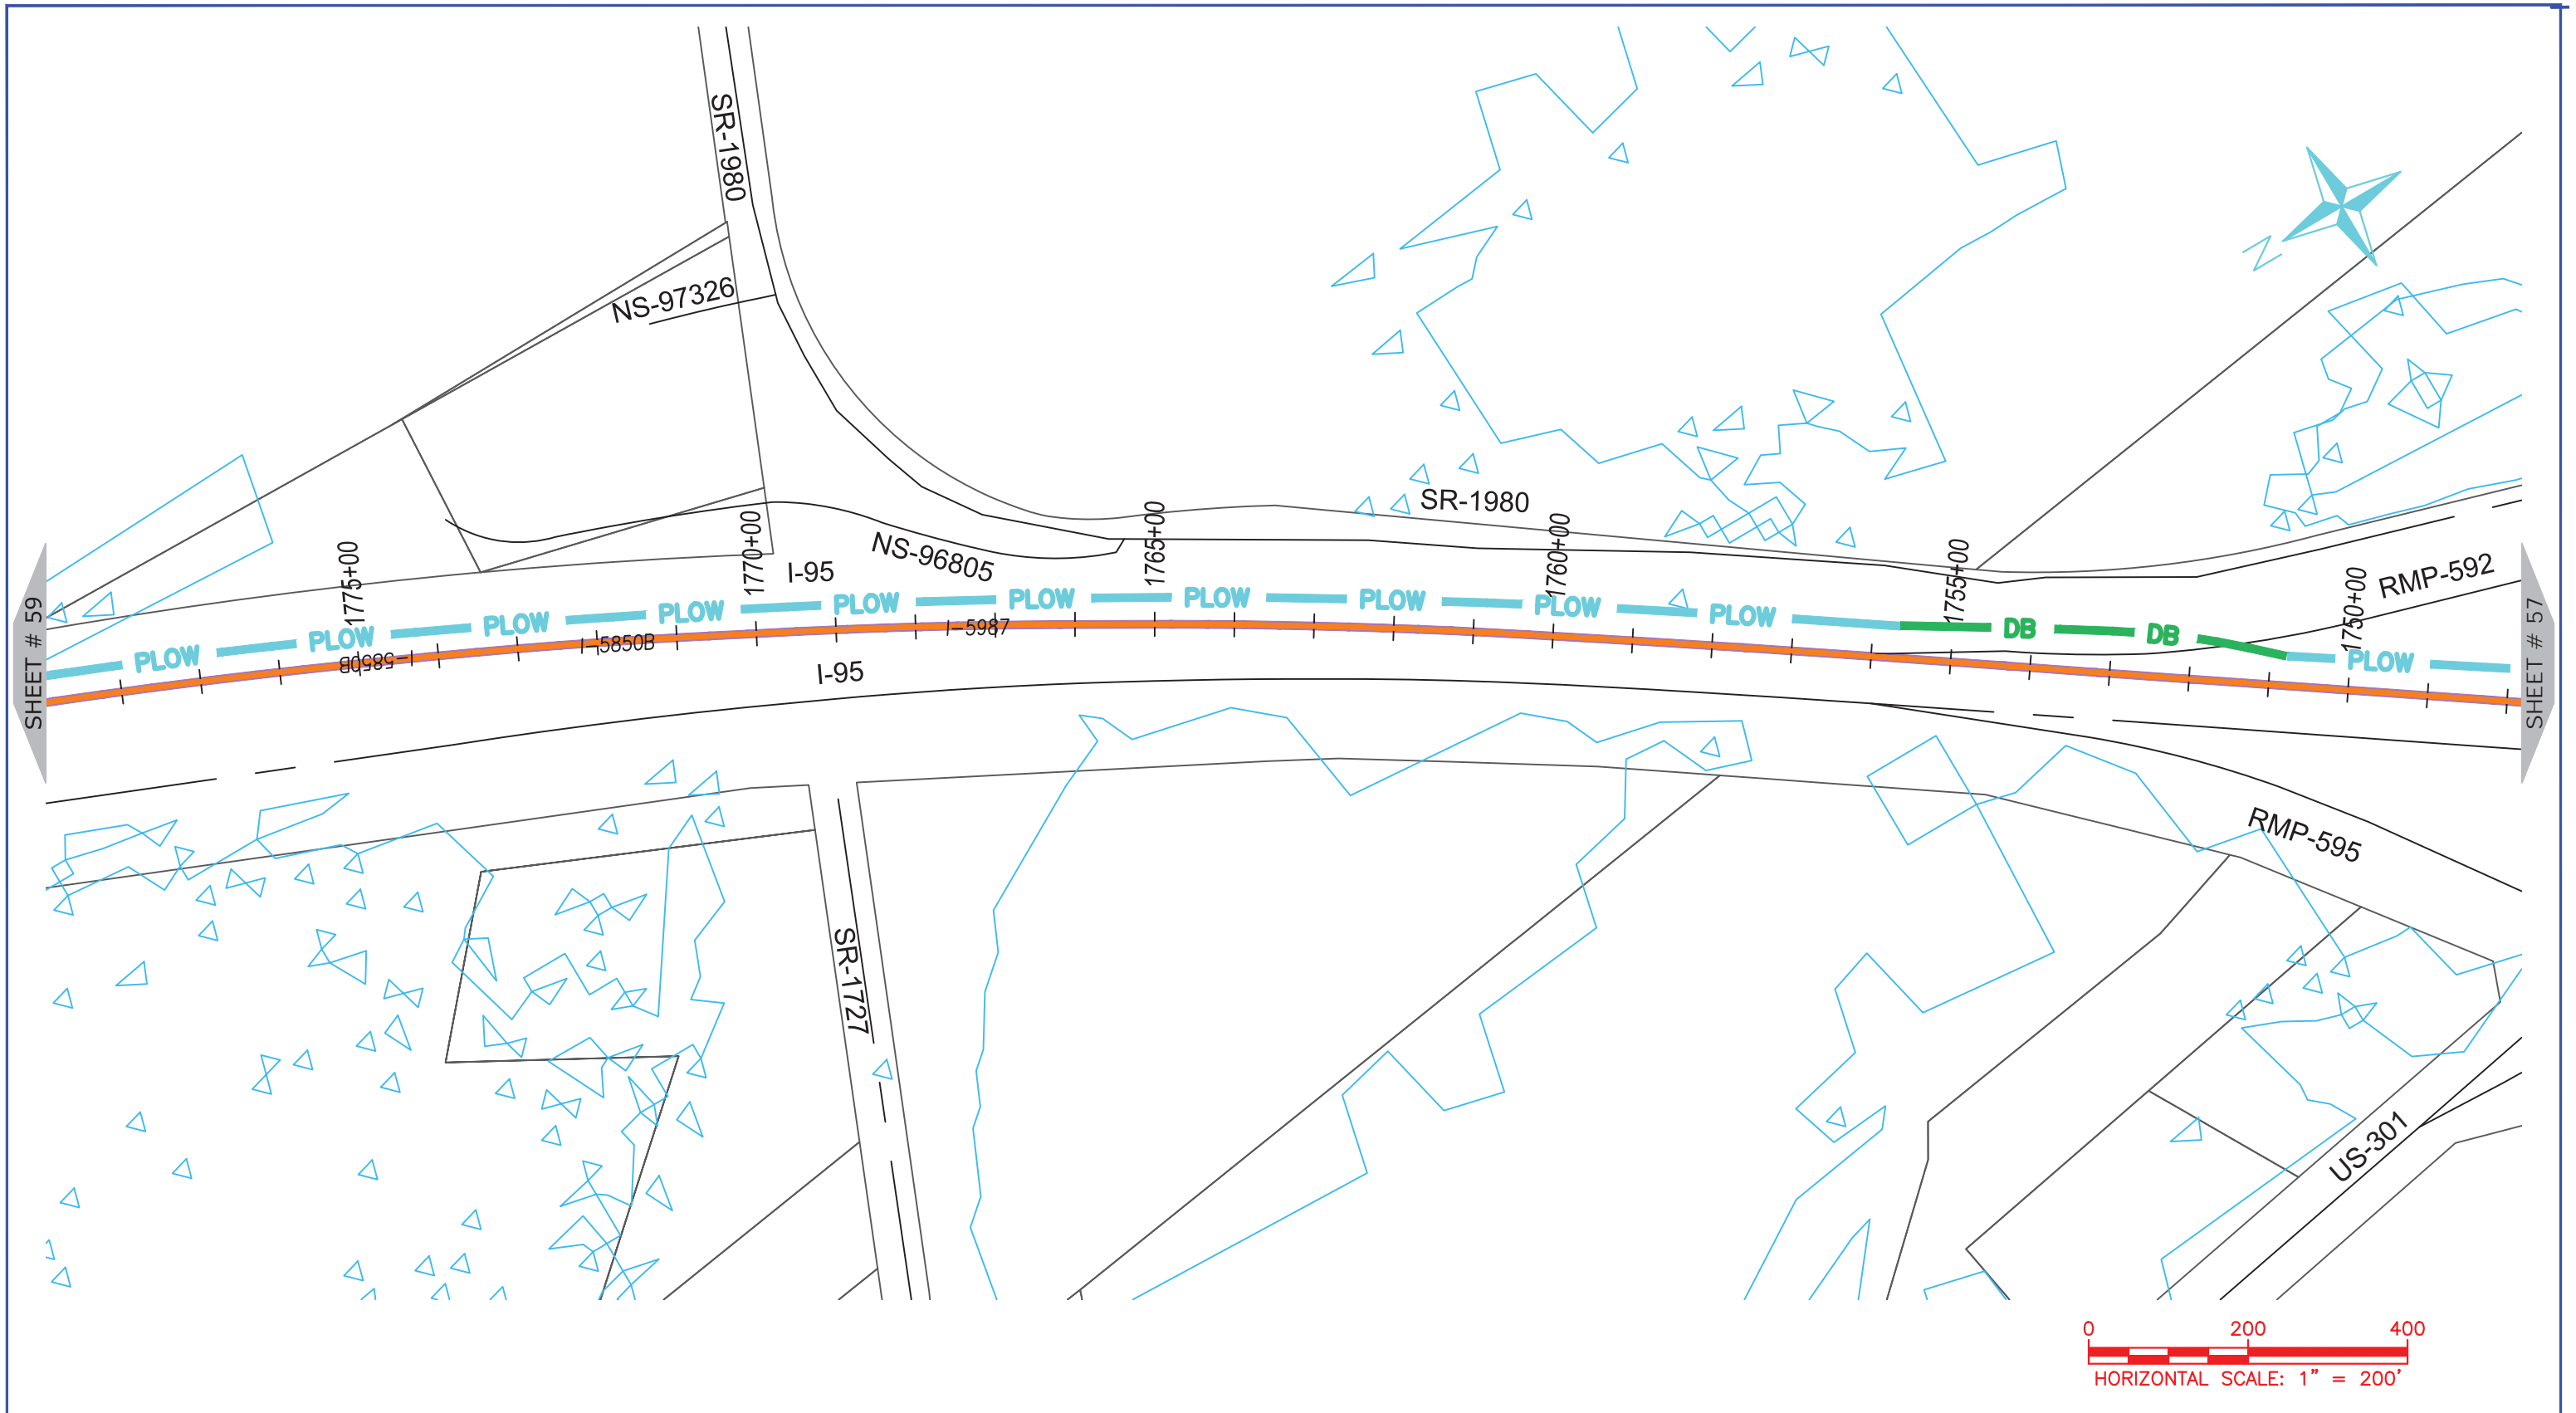 SR-1980
NS-97326
N
SR-1980
1775+00
1770+00
1765+00
1760+00
1755+00
1750+00
I-95
NS-96805
RMP-592
PLOW
PLOW
PLOW
PLOW
PLOW
PLOW
PLOW
PLOW
PLOW
PLOW
DB
DB
PLOW
-5850B
-5850B
I-5987
I-95
SHEET # 59
SHEET # 57
RMP-595
SR-1727
US-301
0 200 400
HORIZONTAL SCALE: 1" = 200'